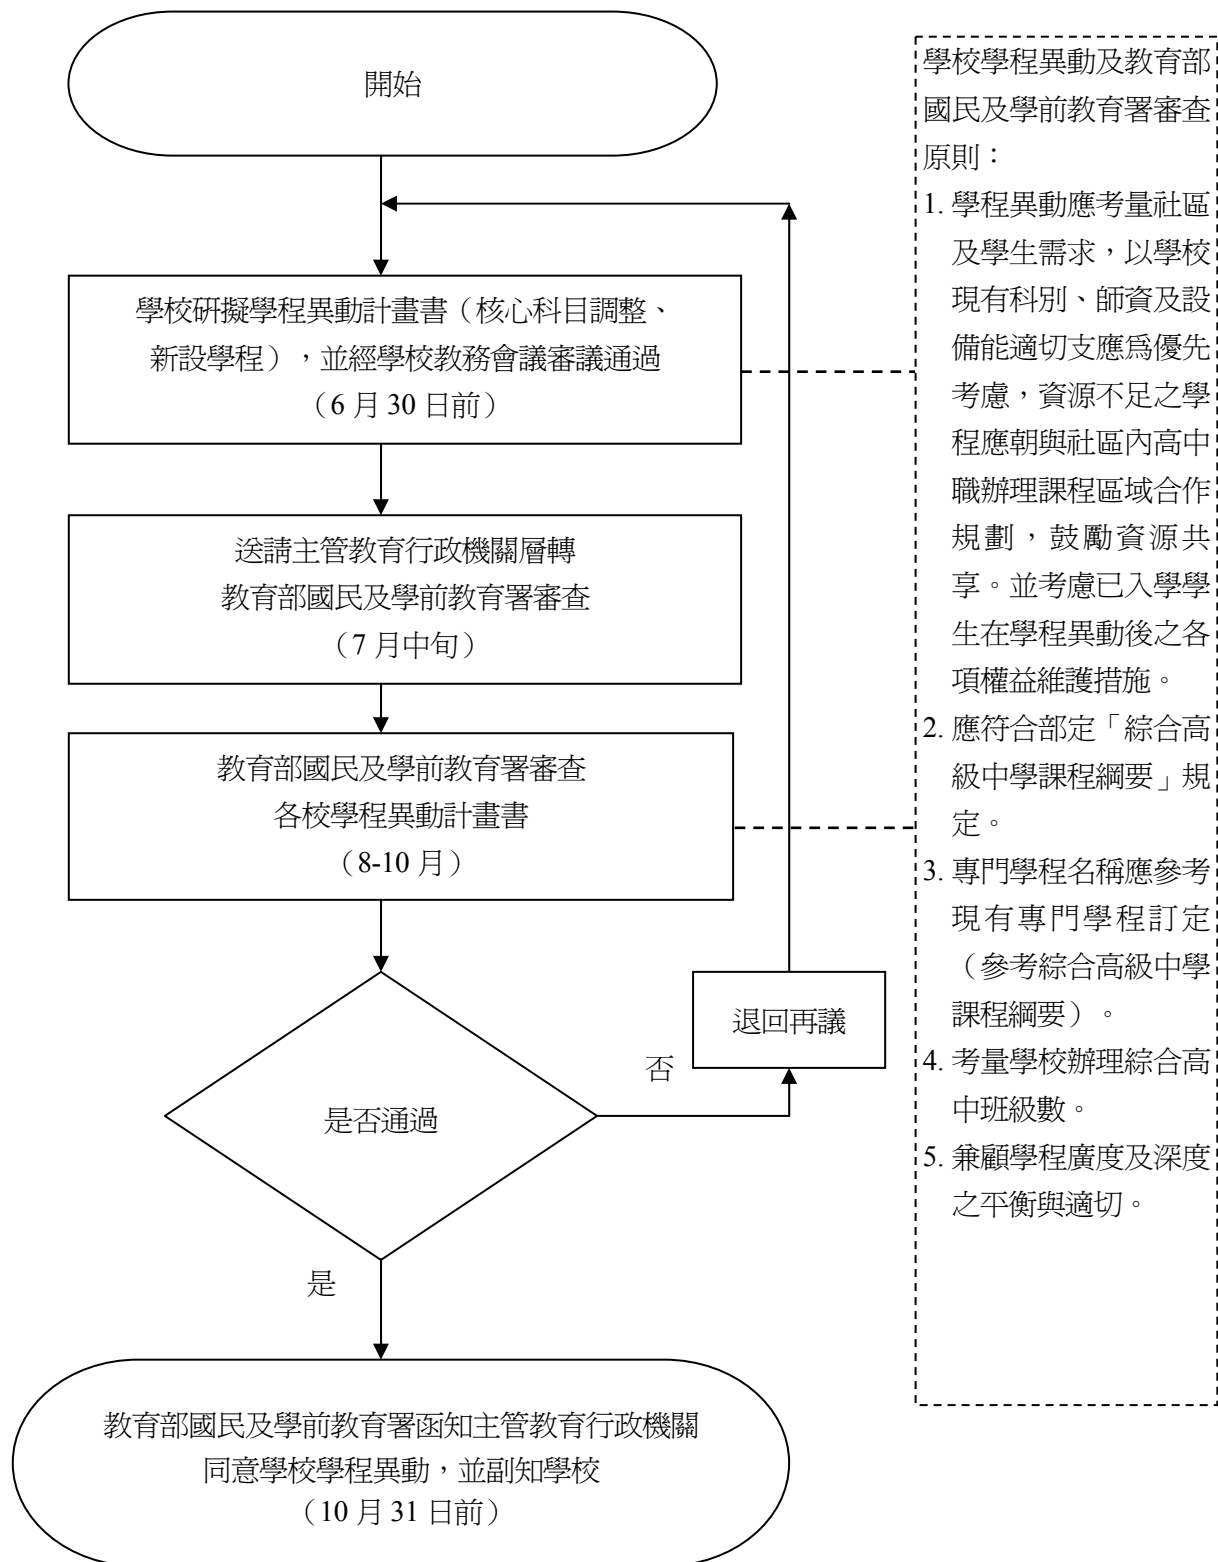 開始
學校研擬學程異動計畫書（核心科目調整、
新設學程），並經學校教務會議審議通過
（6 月 30 日前）
送請主管教育行政機關層轉
教育部國民及學前教育署審查
（7 月中旬）
教育部國民及學前教育署審查
各校學程異動計畫書
（8-10 月）
是否通過
否
退回再議
是
教育部國民及學前教育署函知主管教育行政機關
同意學校學程異動，並副知學校
（10 月 31 日前）
學校學程異動及教育部
國民及學前教育署審查
原則：
1. 學程異動應考量社區
及學生需求，以學校
現有科別、師資及設
備能適切支應為優先
考慮，資源不足之學
程應朝與社區內高中
職辦理課程區域合作
規劃，鼓勵資源共
享。並考慮已入學學
生在學程異動後之各
項權益維護措施。
2. 應符合部定「綜合高
級中學課程綱要」規
定。
3. 專門學程名稱應參考
現有專門學程訂定
（參考綜合高級中學
課程綱要）。
4. 考量學校辦理綜合高
中班級數。
5. 兼顧學程廣度及深度
之平衡與適切。